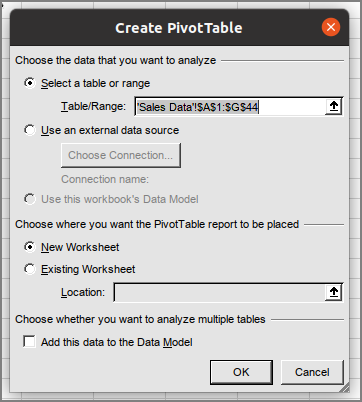 Create PivotTable
Choose the data that you want to analyze
Select a table or range
Table/Range: 'Sales Data'!$A$1:$G$44
Use an external data source
Choose Connection...
Connection name:
Use this workbook's Data Model
Choose where you want the PivotTable report to be placed
New Worksheet
Existing Worksheet
Location:
Choose whether you want to analyze multiple tables
Add this data to the Data Model
OK Cancel